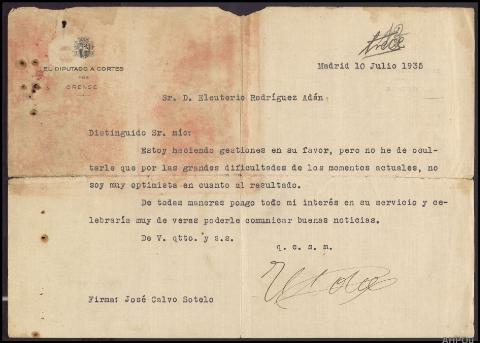 EL DIPUTADO A CORTES
POR
ORENSE
Madrid 10 Julio 1935
Sr. D. Eleuterio Rodríguez Adán
Distinguido Sr. mío:
Estoy haciendo gestiones en su favor, pero no he de ocul-
tarle que por las grandes dificultades de los momentos actuales, no
soy muy optimista en cuanto al resultado.
De todas maneras pongo todo mi interés en su servicio y ce-
lebraría muy de veras poderle comunicar buenas noticias.
De V. qtto. y s.s.
q. e. s. m.
Firma: José Calvo Sotelo